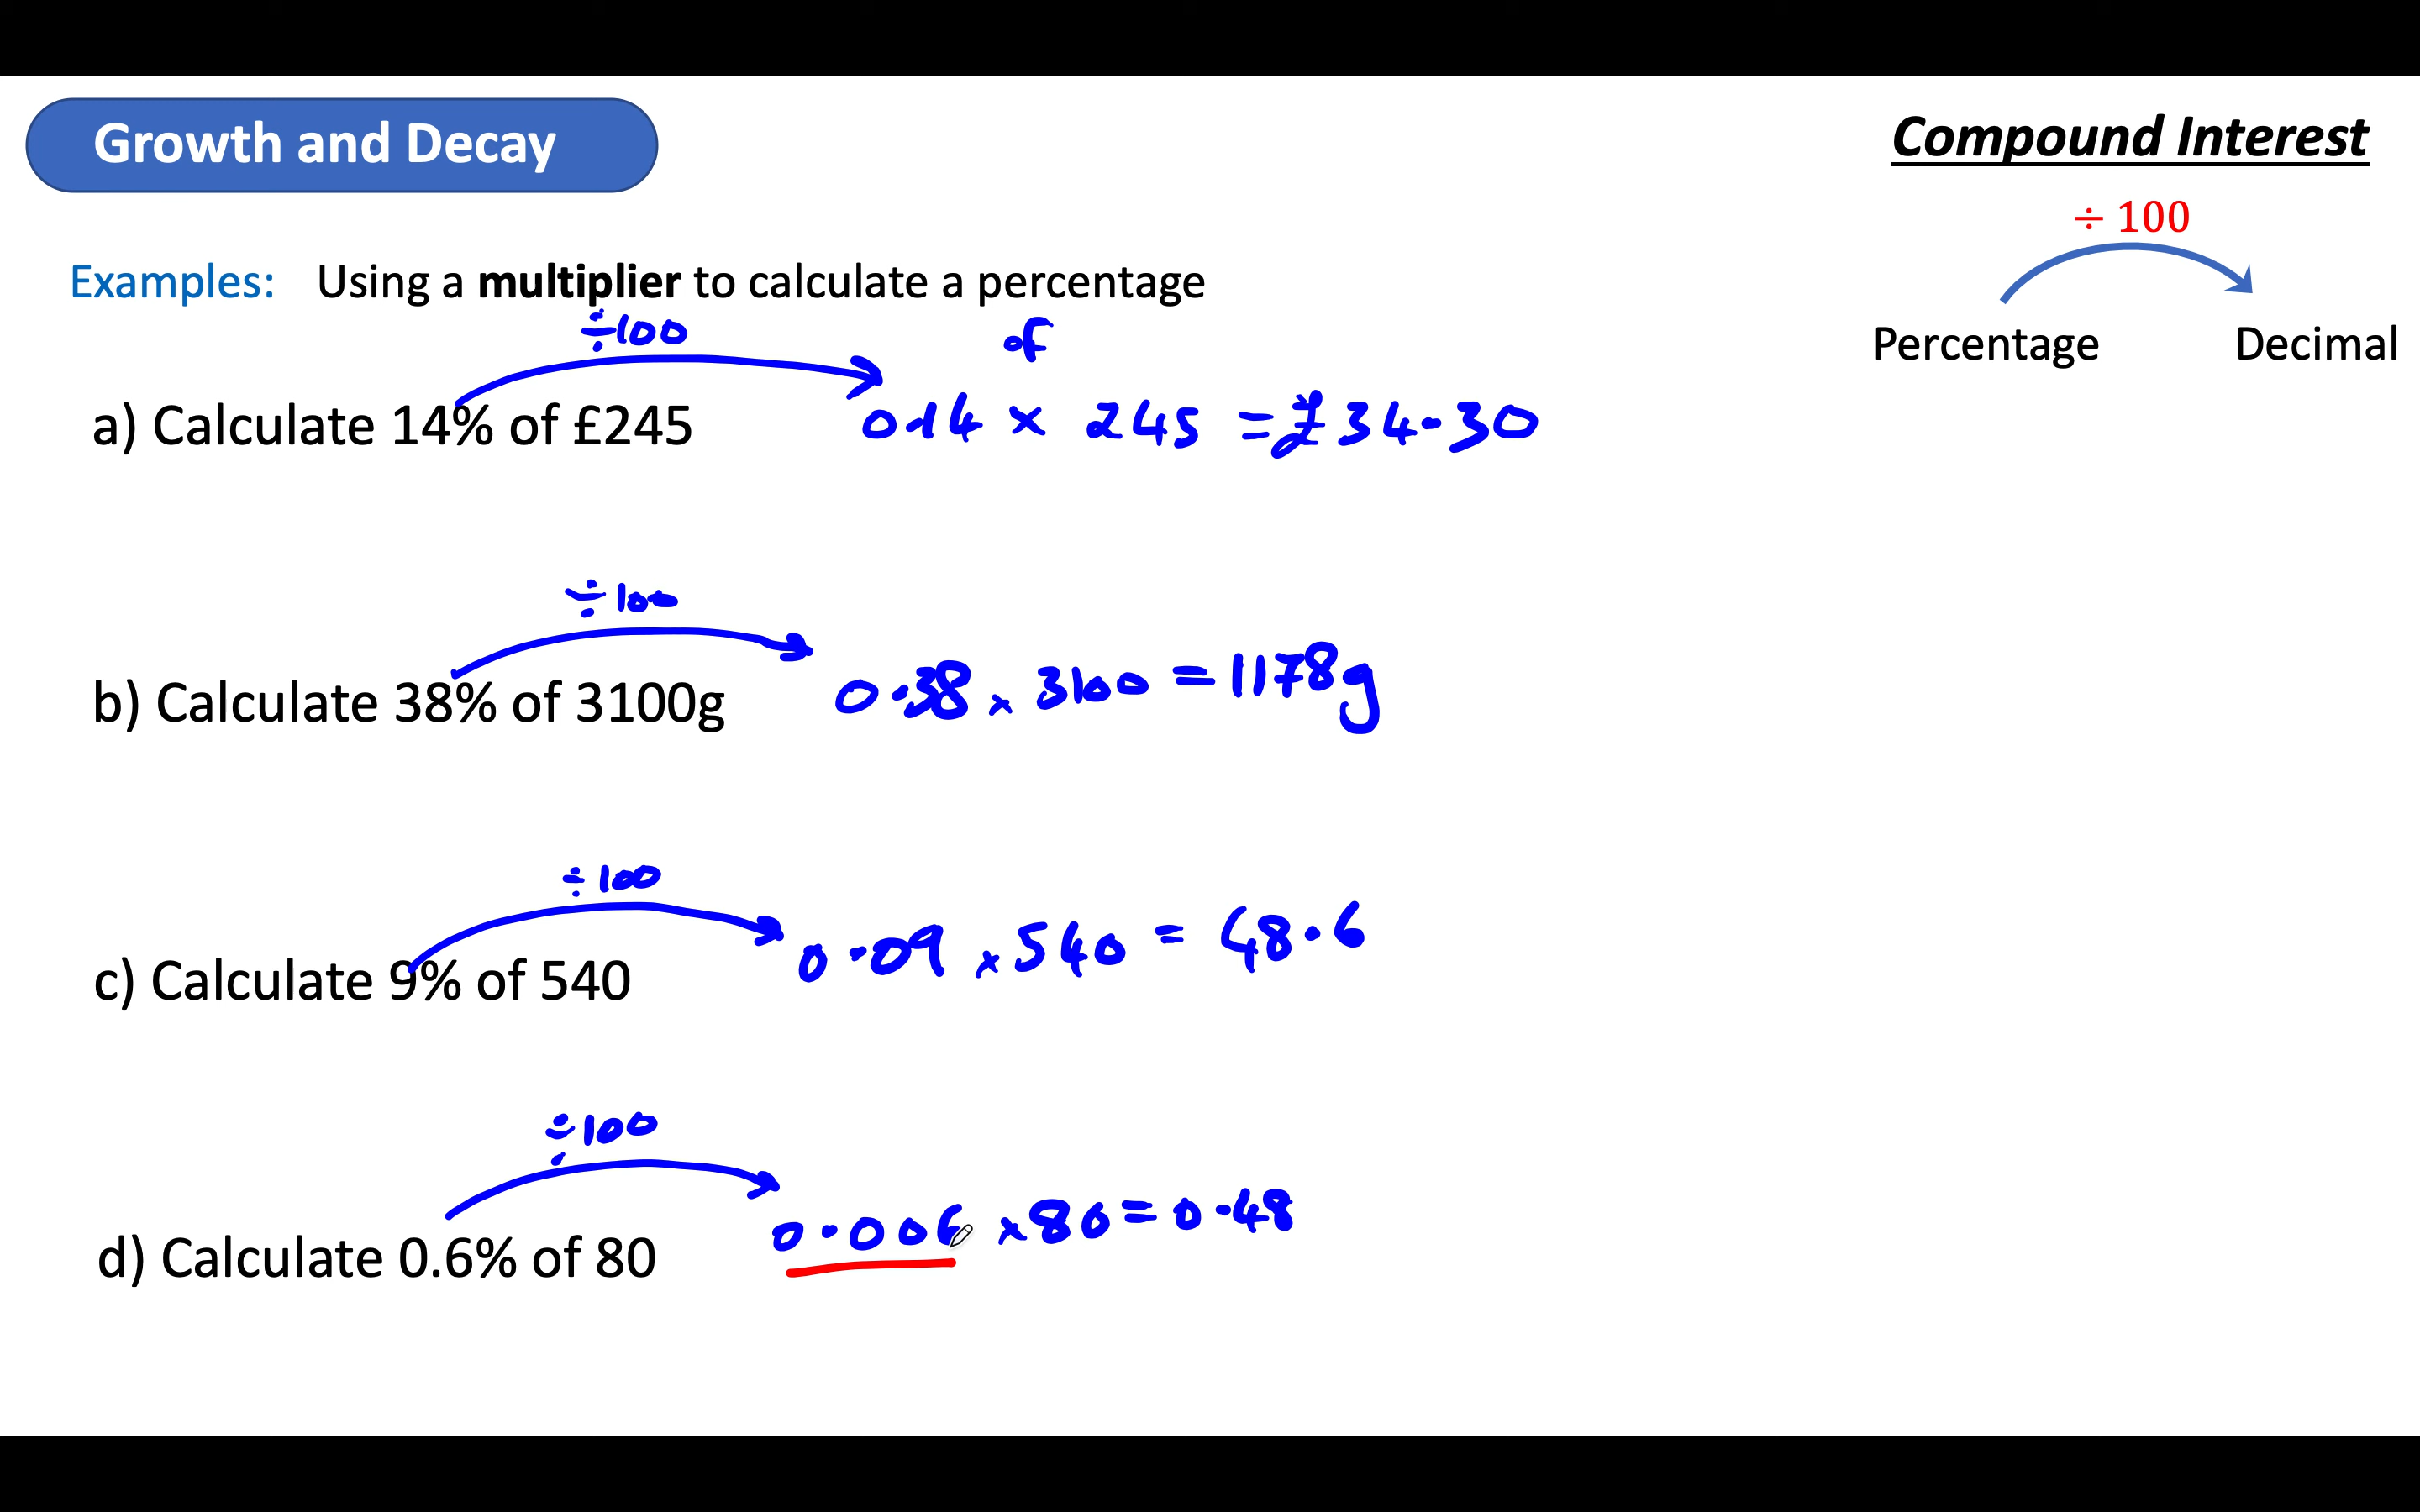 Growth and Decay
Compound Interest
÷ 100
Percentage Decimal
Examples: Using a multiplier to calculate a percentage
÷100 of
a) Calculate 14% of £245 0.14 × 245 = £34.30
÷100
b) Calculate 38% of 3100g 0.38 × 3100 = 1178g
÷100
c) Calculate 9% of 540 0.09 × 540 = 48.6
÷100
d) Calculate 0.6% of 80 0.006 × 80 = 0.48